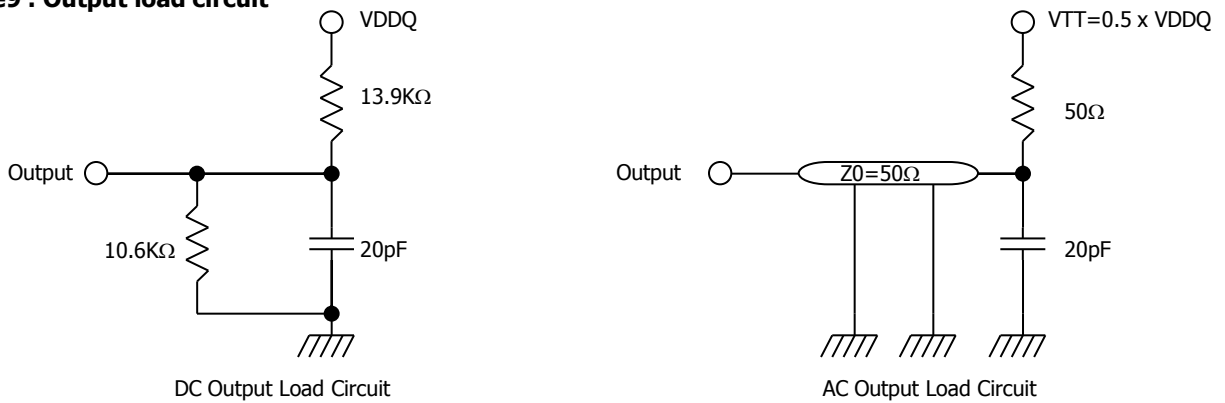 e9 : Output load circuit
VDDQ
13.9KΩ
Output
10.6KΩ
20pF
DC Output Load Circuit
VTT=0.5 x VDDQ
50Ω
Output
Z0=50Ω
20pF
AC Output Load Circuit